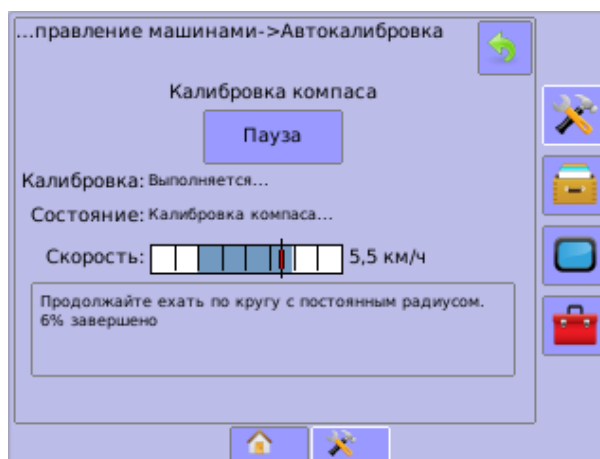 ...правление машинами->Автокалибровка
Калибровка компаса
Пауза
Калибровка: Выполняется...
Состояние: Калибровка компаса...
Скорость: 5,5 км/ч
Продолжайте ехать по кругу с постоянным радиусом.
6% завершено